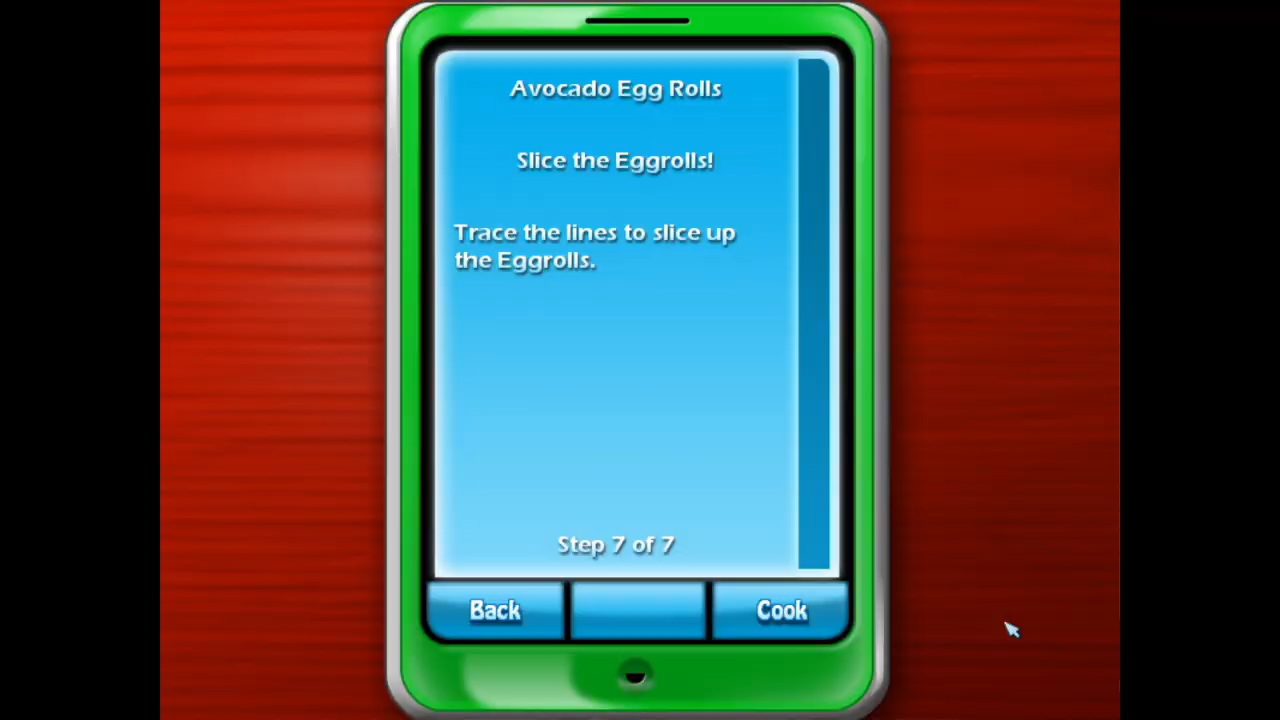 Avocado Egg Rolls
Slice the Eggrolls!
Trace the lines to slice up
the Eggrolls.
Step 7 of 7
Back
Cook